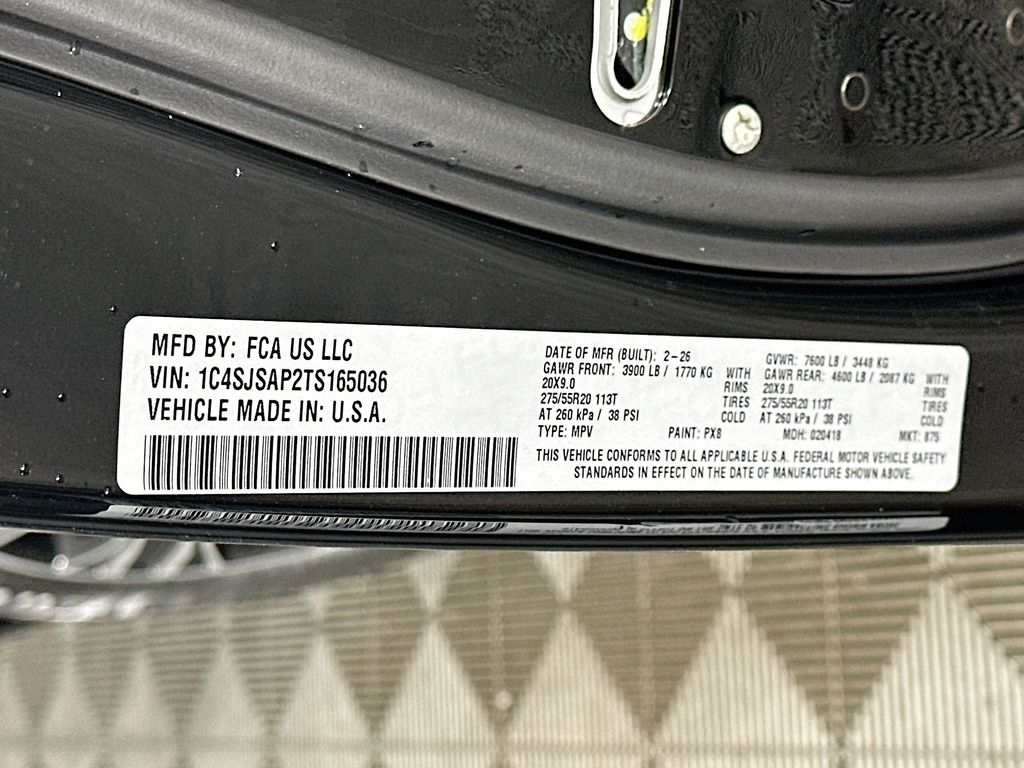 MFD BY: FCA US LLC
VIN: 1C4SJSAP2TS165036
VEHICLE MADE IN: U.S.A.
DATE OF MFR (BUILT): 2-26 GVWR: 7600 LB / 3448 KG
GAWR FRONT: 3900 LB / 1770 KG WITH GAWR REAR: 4600 LB / 2087 KG WITH
20X9.0 RIMS 20X9.0 RIMS
275/55R20 113T TIRES 275/55R20 113T TIRES
AT 260 kPa / 38 PSI COLD AT 260 kPa / 38 PSI COLD
TYPE: MPV PAINT: PX8 MDH: 020418 MKT: 875
THIS VEHICLE CONFORMS TO ALL APPLICABLE U.S.A. FEDERAL MOTOR VEHICLE SAFETY
STANDARDS IN EFFECT ON THE DATE OF MANUFACTURE SHOWN ABOVE.